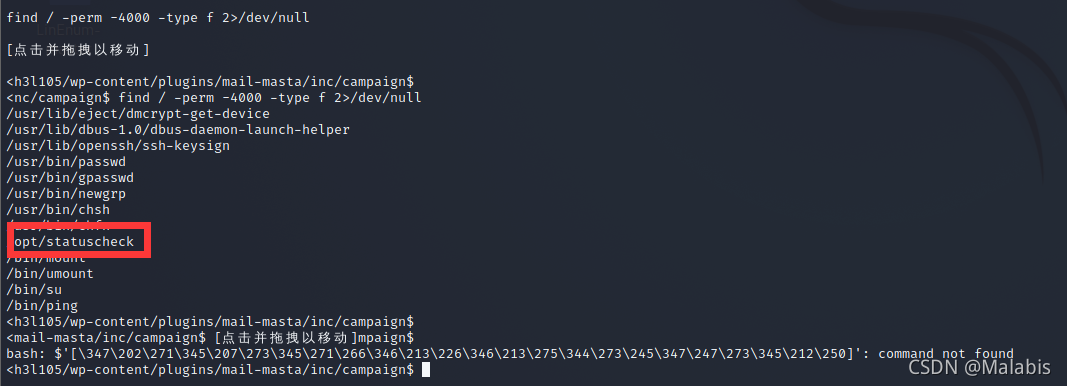 find / -perm -4000 -type f 2>/dev/null
[点击并拖拽以移动]
<h3l105/wp-content/plugins/mail-masta/inc/campaign$
<nc/campaign$ find / -perm -4000 -type f 2>/dev/null
/usr/lib/eject/dmcrypt-get-device
/usr/lib/dbus-1.0/dbus-daemon-launch-helper
/usr/lib/openssh/ssh-keysign
/usr/bin/passwd
/usr/bin/gpasswd
/usr/bin/newgrp
/usr/bin/chsh
/usr/bin/chfn
opt/statuscheck
/bin/mount
/bin/umount
/bin/su
/bin/ping
<h3l105/wp-content/plugins/mail-masta/inc/campaign$
<mail-masta/inc/campaign$ [点击并拖拽以移动]mpaign$
bash: $'[\347\202\271\345\207\273\345\271\266\346\213\226\346\213\275\344\273\245\347\247\273\345\212\250]': command not found
<h3l105/wp-content/plugins/mail-masta/inc/campaign$
CSDN @Malabis